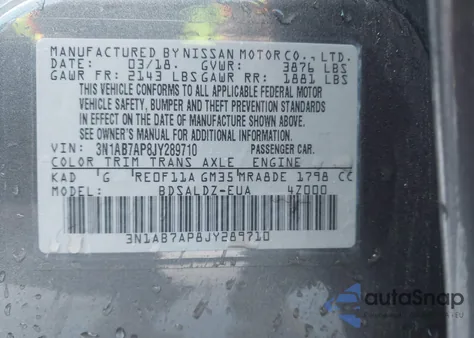 MANUFACTURED BY NISSAN MOTOR CO., LTD.
DATE: 03/18. GVWR: 3876 LBS
GAWR FR: 2143 LBS GAWR RR: 1881 LBS
THIS VEHICLE CONFORMS TO ALL APPLICABLE FEDERAL MOTOR
VEHICLE SAFETY, BUMPER AND THEFT PREVENTION STANDARDS
IN EFFECT ON THE DATE OF MANUFACTURE SHOWN ABOVE.
SEE OWNER'S MANUAL FOR ADDITIONAL INFORMATION.
VIN: 3N1AB7AP8JY289710 PASSENGER CAR.
COLOR TRIM TRANS AXLE ENGINE
KAD G RE0F11A GM35 MRA8DE 1798 CC
MODEL: BDSALDZ-EUA 4Z000
3N1AB7AP8JY289710
autoSnap